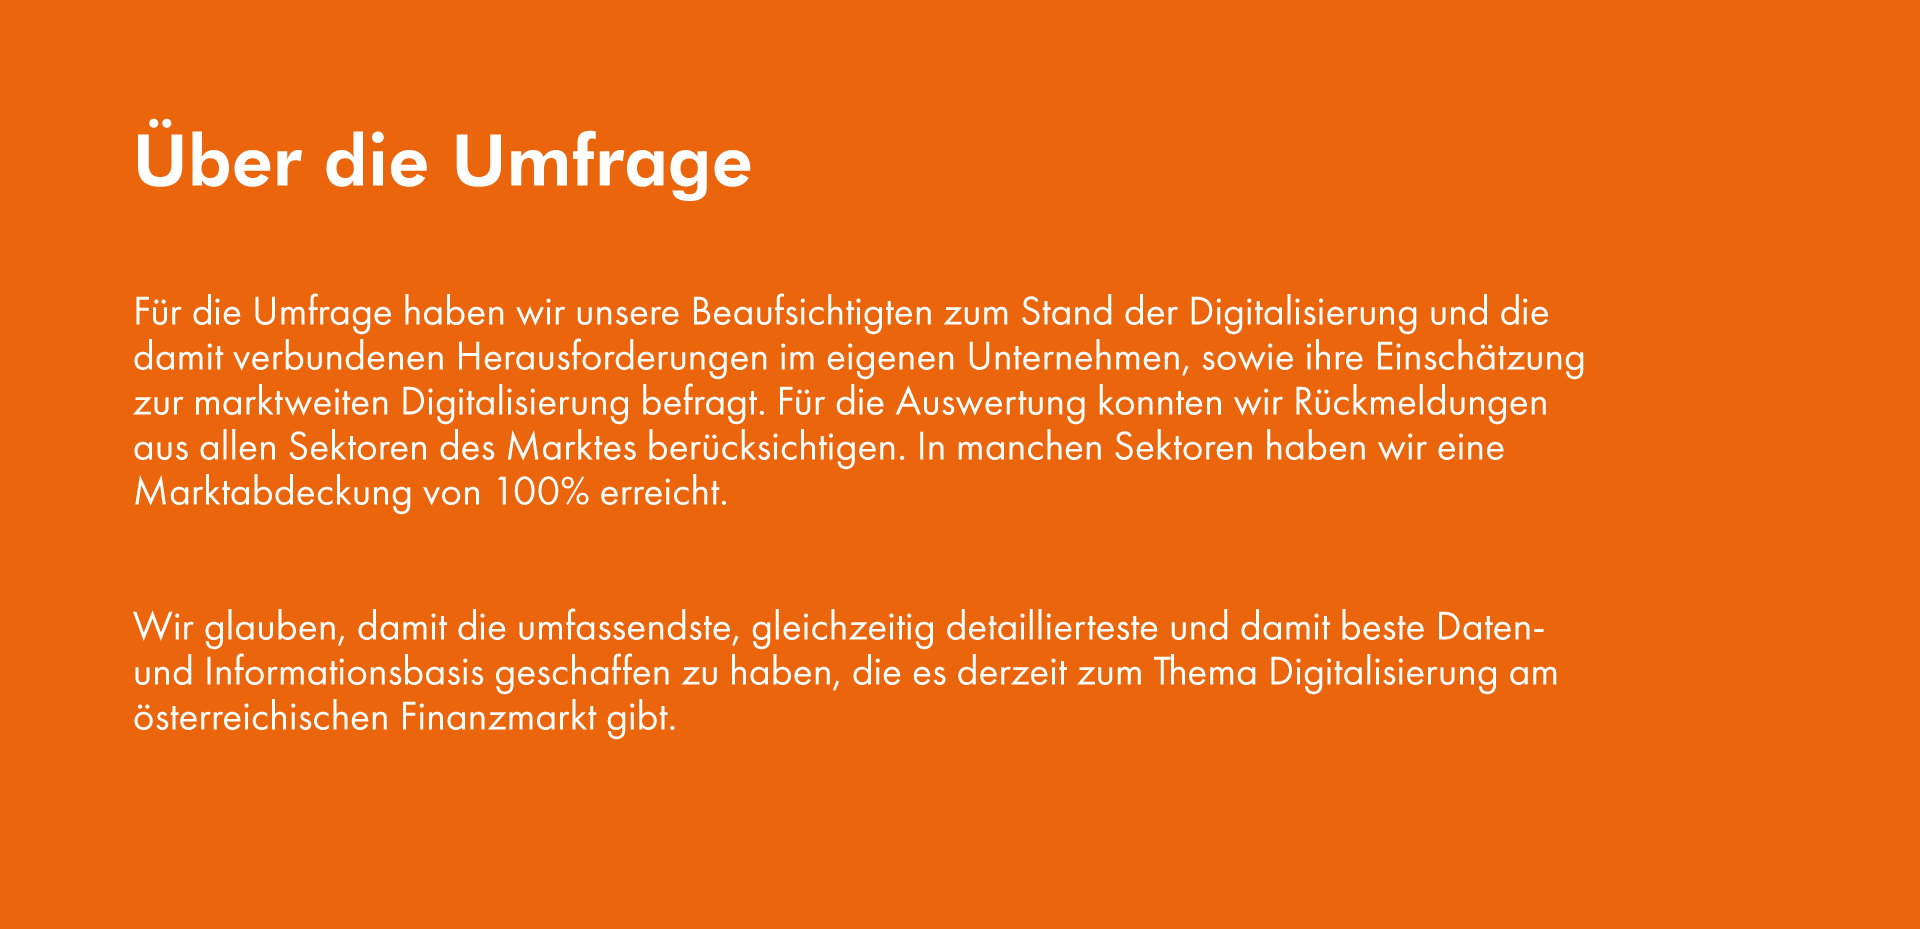 Über die Umfrage
Für die Umfrage haben wir unsere Beaufsichtigten zum Stand der Digitalisierung und die
damit verbundenen Herausforderungen im eigenen Unternehmen, sowie ihre Einschätzung
zur marktweiten Digitalisierung befragt. Für die Auswertung konnten wir Rückmeldungen
aus allen Sektoren des Marktes berücksichtigen. In manchen Sektoren haben wir eine
Marktabdeckung von 100% erreicht.
Wir glauben, damit die umfassendste, gleichzeitig detaillierteste und damit beste Daten-
und Informationsbasis geschaffen zu haben, die es derzeit zum Thema Digitalisierung am
österreichischen Finanzmarkt gibt.